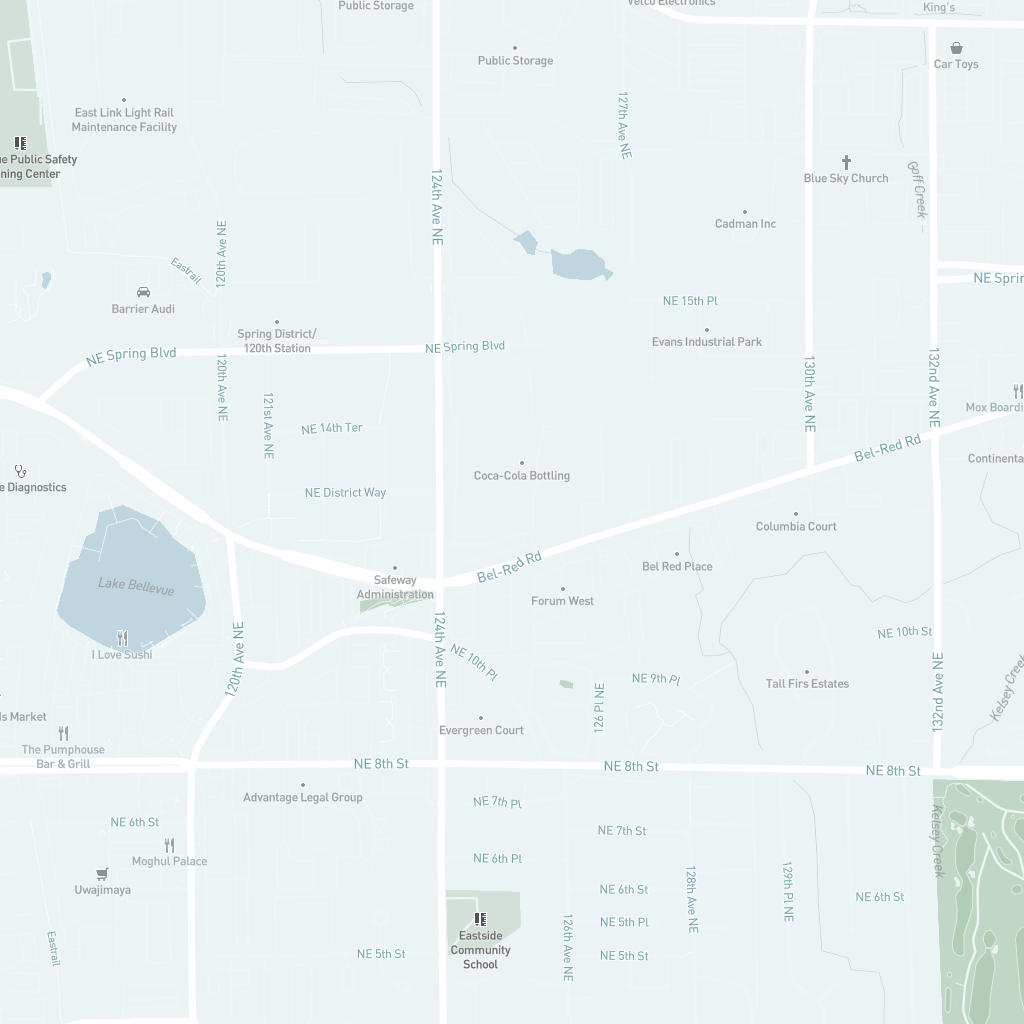 Public Storage
Velco Electronics
King's
Public Storage
Car Toys
East Link Light Rail
Maintenance Facility
127th Ave NE
Public Safety
ning Center
Blue Sky Church
Goff Creek
124th Ave NE
Cadman Inc
120th Ave NE
Eastrail
NE Sprin
Barrier Audi
NE 15th Pl
Spring District/
120th Station
Evans Industrial Park
NE Spring Blvd
NE Spring Blvd
120th Ave NE
130th Ave NE
132nd Ave NE
121st Ave NE
Mox Boardi
NE 14th Ter
Bel-Red Rd
Continenta
Coca-Cola Bottling
e Diagnostics
NE District Way
Columbia Court
Bel-Red Rd
Bel Red Place
Lake Bellevue
Safeway
Administration
Forum West
124th Ave NE
NE 10th St
I Love Sushi
120th Ave NE
NE 10th Pl
NE 9th Pl
Tall Firs Estates
132nd Ave NE
Kelsey Creek
126 Pl NE
ds Market
Evergreen Court
The Pumphouse
Bar & Grill
NE 8th St
NE 8th St
NE 8th St
Advantage Legal Group
NE 7th Pl
NE 6th St
NE 7th St
Kelsey Creek
Moghul Palace
NE 6th Pl
Uwajimaya
NE 6th St
128th Ave NE
129th Pl NE
NE 6th St
NE 5th Pl
Eastside
Community
School
Eastrail
126th Ave NE
NE 5th St
NE 5th St